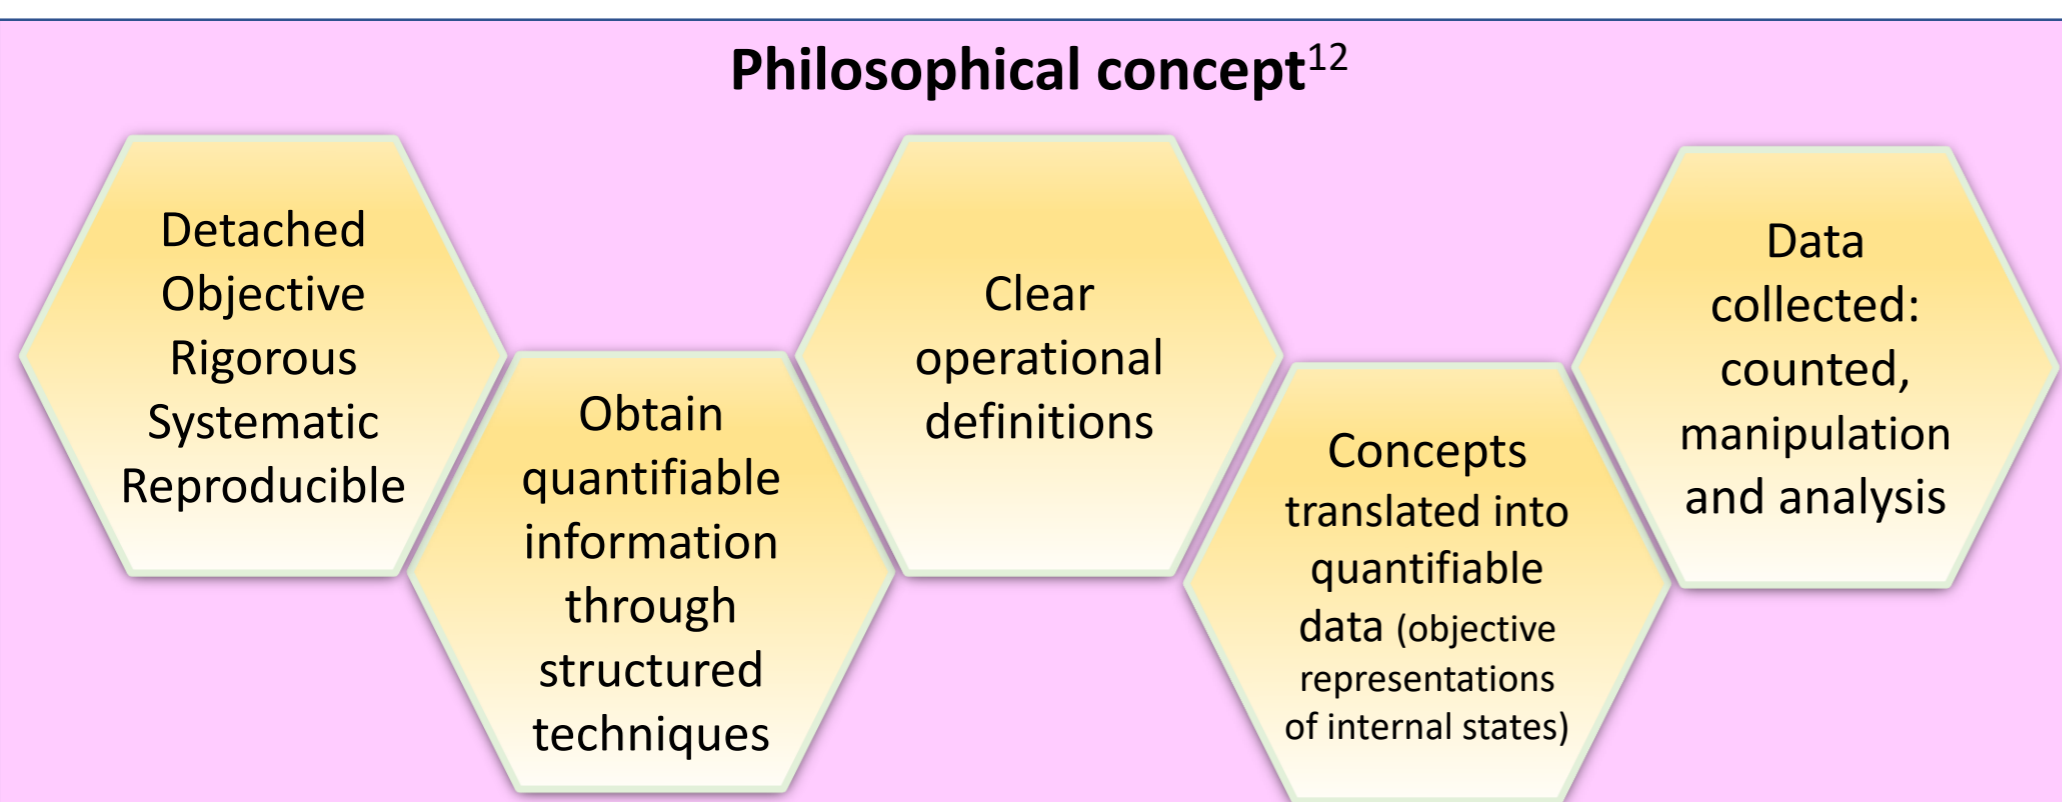 Philosophical concept12
Detached
Objective
Rigorous
Systematic
Reproducible
Obtain
quantifiable
information
through
structured
techniques
Clear
operational
definitions
Concepts
translated into
quantifiable
data (objective
representations
of internal states)
Data
collected:
counted,
manipulation
and analysis